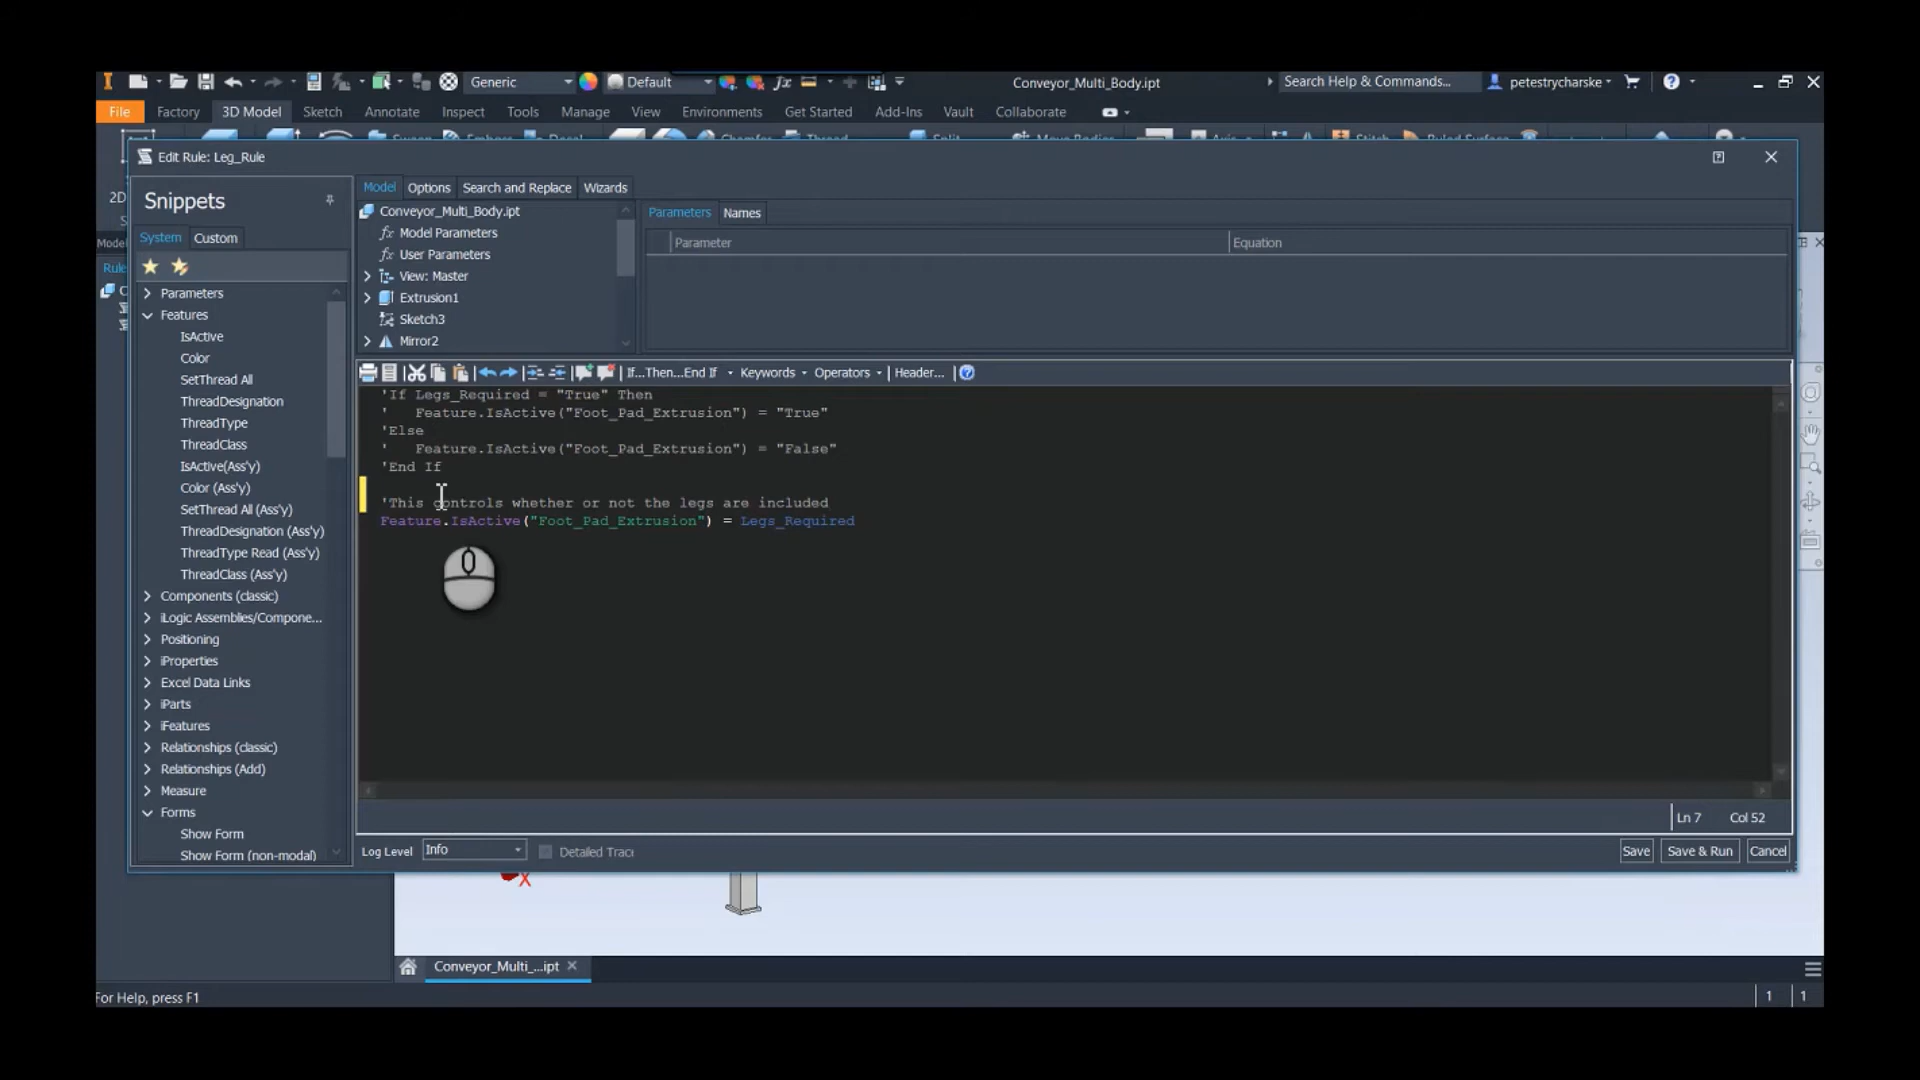 Generic
Default
Conveyor_Multi_Body.ipt
Search Help & Commands...
petestrycharske
File
Factory
3D Model
Sketch
Annotate
Inspect
Tools
Manage
View
Environments
Get Started
Add-Ins
Vault
Collaborate
Edit Rule: Leg_Rule
2D
Snippets
Model
Options
Search and Replace
Wizards
Conveyor_Multi_Body.ipt
Parameters
Names
System
Custom
fx Model Parameters
Parameter
Equation
fx User Parameters
View: Master
Parameters
Extrusion1
Features
Sketch3
IsActive
Mirror2
Color
SetThread All
ThreadDesignation
ThreadType
ThreadClass
IsActive(Ass'y)
Color (Ass'y)
SetThread All (Ass'y)
ThreadDesignation (Ass'y)
ThreadType Read (Ass'y)
ThreadClass (Ass'y)
Components (classic)
iLogic Assemblies/Compone...
Positioning
iProperties
Excel Data Links
iParts
iFeatures
Relationships (classic)
Relationships (Add)
Measure
Forms
Show Form
Show Form (non-modal)
If...Then...End If
Keywords
Operators
Header...
'If Legs_Required = "True" Then
'   Feature.IsActive("Foot_Pad_Extrusion") = "True"
'Else
'   Feature.IsActive("Foot_Pad_Extrusion") = "False"
'End If
'This controls whether or not the legs are included
Feature.IsActive("Foot_Pad_Extrusion") = Legs_Required
Ln 7
Col 52
Log Level
Info
Detailed Trace
Save
Save & Run
Cancel
X
Conveyor_Multi_...ipt
For Help, press F1
1
1